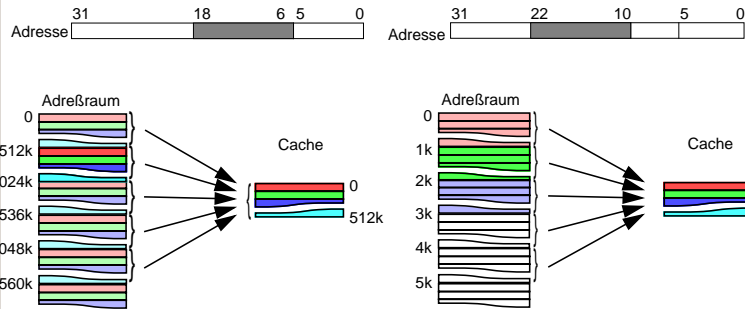 31 18 6 5 0
Adresse
Adreßraum
0
512k
024k
536k
048k
560k
Cache
0
512k
31 22 10 5 0
Adresse
Adreßraum
0
1k
2k
3k
4k
5k
Cache